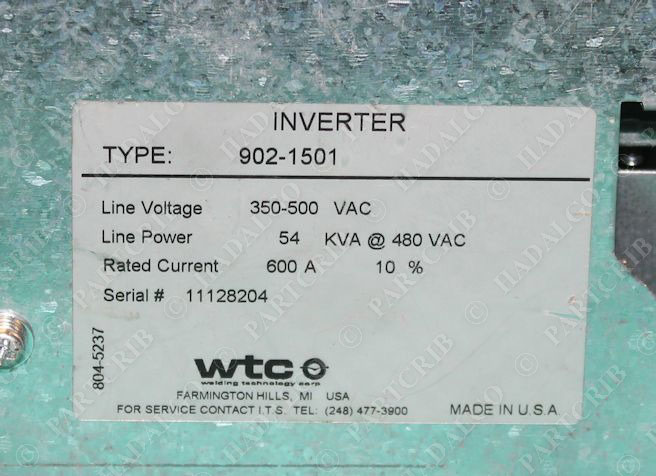 INVERTER
TYPE: 902-1501
Line Voltage 350-500 VAC
Line Power 54 KVA @ 480 VAC
Rated Current 600 A 10 %
Serial # 11128204
804-5237
wtc
welding technology corp
FARMINGTON HILLS, MI USA
FOR SERVICE CONTACT I.T.S. TEL: (248) 477-3900 MADE IN U.S.A
© HADALCO
© PARTCRIB